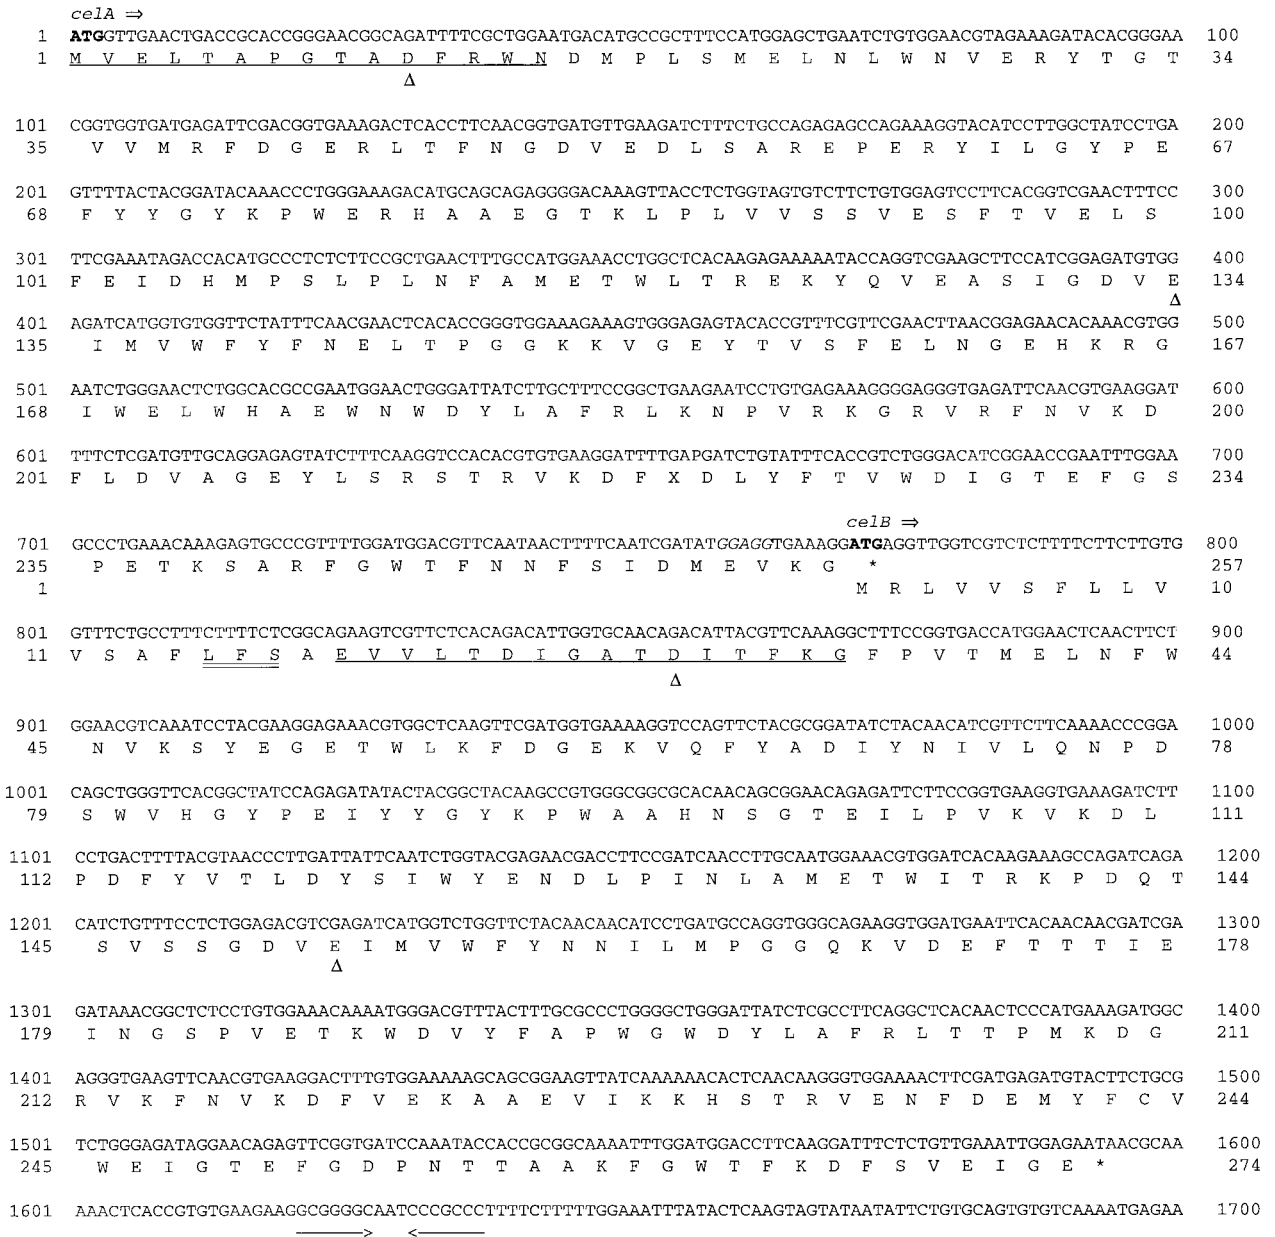 celA ⇒
1 ATGGTTGAACTGACCGCACCGGGAACGGCAGATTTTCGCTGGAATGACATGCCGCTTTCCATGGAGCTGAATCTGTGGAACGTAGAAAGATACACGGGAA 100
1 M V E L T A P G T A D F R W N D M P L S M E L N L W N V E R Y T G T 34
Δ
101 CGGTGGTGATGAGATTCGACGGTGAAAGACTCACCTTCAACGGTGATGTTGAAGATCTTTCTGCCAGAGAGCCAGAAAGGTACATCCTTGGCTATCCTGA 200
35 V V M R F D G E R L T F N G D V E D L S A R E P E R Y I L G Y P E 67
201 GTTTTACTACGGATACAAACCCTGGGAAAGACATGCAGCAGAGGGGACAAAGTTACCTCTGGTAGTGTCTTCTGTGGAGTCCTTCACGGTCGAACTTTCC 300
68 F Y Y G Y K P W E R H A A E G T K L P L V V S S V E S F T V E L S 100
301 TTCGAAATAGACCACATGCCCTCTCTTCCGCTGAACTTTGCCATGGAAACCTGGCTCACAAGAGAAAAATACCAGGTCGAAGCTTCCATCGGAGATGTGG 400
101 F E I D H M P S L P L N F A M E T W L T R E K Y Q V E A S I G D V E 134
Δ
401 AGATCATGGTGTGGTTCTATTTCAACGAACTCACACCGGGTGGAAAGAAAGTGGGAGAGTACACCGTTTCGTTCGAACTTAACGGAGAACACAAACGTGG 500
135 I M V W F Y F N E L T P G G K K V G E Y T V S F E L N G E H K R G 167
501 AATCTGGGAACTCTGGCACGCCGAATGGAACTGGGATTATCTTGCTTTCCGGCTGAAGAATCCTGTGAGAAAGGGGAGGGTGAGATTCAACGTGAAGGAT 600
168 I W E L W H A E W N W D Y L A F R L K N P V R K G R V R F N V K D 200
601 TTTCTCGATGTTGCAGGAGAGTATCTTTCAAGGTCCACACGTGTGAAGGATTTTGAPGATCTGTATTTCACCGTCTGGGACATCGGAACCGAATTTGGAA 700
201 F L D V A G E Y L S R S T R V K D F X D L Y F T V W D I G T E F G S 234
celB ⇒
701 GCCCTGAAACAAAGAGTGCCCGTTTTGGATGGACGTTCAATAACTTTTCAATCGATATGGAGGTGAAAGGATGAGGTTGGTCGTCTCTTTTCTTCTTGTG 800
235 P E T K S A R F G W T F N N F S I D M E V K G * 257
1 M R L V V S F L L V 10
801 GTTTCTGCCTTTCTTTTCTCGGCAGAAGTCGTTCTCACAGACATTGGTGCAACAGACATTACGTTCAAAGGCTTTCCGGTGACCATGGAACTCAACTTCT 900
11 V S A F L F S A E V V L T D I G A T D I T F K G F P V T M E L N F W 44
Δ
901 GGAACGTCAAATCCTACGAAGGAGAAACGTGGCTCAAGTTCGATGGTGAAAAGGTCCAGTTCTACGCGGATATCTACAACATCGTTCTTCAAAACCCGGA 1000
45 N V K S Y E G E T W L K F D G E K V Q F Y A D I Y N I V L Q N P D 78
1001 CAGCTGGGTTCACGGCTATCCAGAGATATACTACGGCTACAAGCCGTGGGCGGCGCACAACAGCGGAACAGAGATTCTTCCGGTGAAGGTGAAAGATCTT 1100
79 S W V H G Y P E I Y Y G Y K P W A A H N S G T E I L P V K V K D L 111
1101 CCTGACTTTTACGTAACCCTTGATTATTCAATCTGGTACGAGAACGACCTTCCGATCAACCTTGCAATGGAAACGTGGATCACAAGAAAGCCAGATCAGA 1200
112 P D F Y V T L D Y S I W Y E N D L P I N L A M E T W I T R K P D Q T 144
1201 CATCTGTTTCCTCTGGAGACGTCGAGATCATGGTCTGGTTCTACAACAACATCCTGATGCCAGGTGGGCAGAAGGTGGATGAATTCACAACAACGATCGA 1300
145 S V S S G D V E I M V W F Y N N I L M P G G Q K V D E F T T T I E 178
Δ
1301 GATAAACGGCTCTCCTGTGGAAACAAAATGGGACGTTTACTTTGCGCCCTGGGGCTGGGATTATCTCGCCTTCAGGCTCACAACTCCCATGAAAGATGGC 1400
179 I N G S P V E T K W D V Y F A P W G W D Y L A F R L T T P M K D G 211
1401 AGGGTGAAGTTCAACGTGAAGGACTTTGTGGAAAAAGCAGCGGAAGTTATCAAAAAACACTCAACAAGGGTGGAAAACTTCGATGAGATGTACTTCTGCG 1500
212 R V K F N V K D F V E K A A E V I K K H S T R V E N F D E M Y F C V 244
1501 TCTGGGAGATAGGAACAGAGTTCGGTGATCCAAATACCACCGCGGCAAAATTTGGATGGACCTTCAAGGATTTCTCTGTTGAAATTGGAGAATAACGCAA 1600
245 W E I G T E F G D P N T T A A K F G W T F K D F S V E I G E * 274
1601 AAACTCACCGTGTGAAGAAGGCGGGGCAATCCCGCCCTTTTCTTTTTGGAAATTTATACTCAAGTAGTATAATATTCTGTGCAGTGTGTCAAAATGAGAA 1700